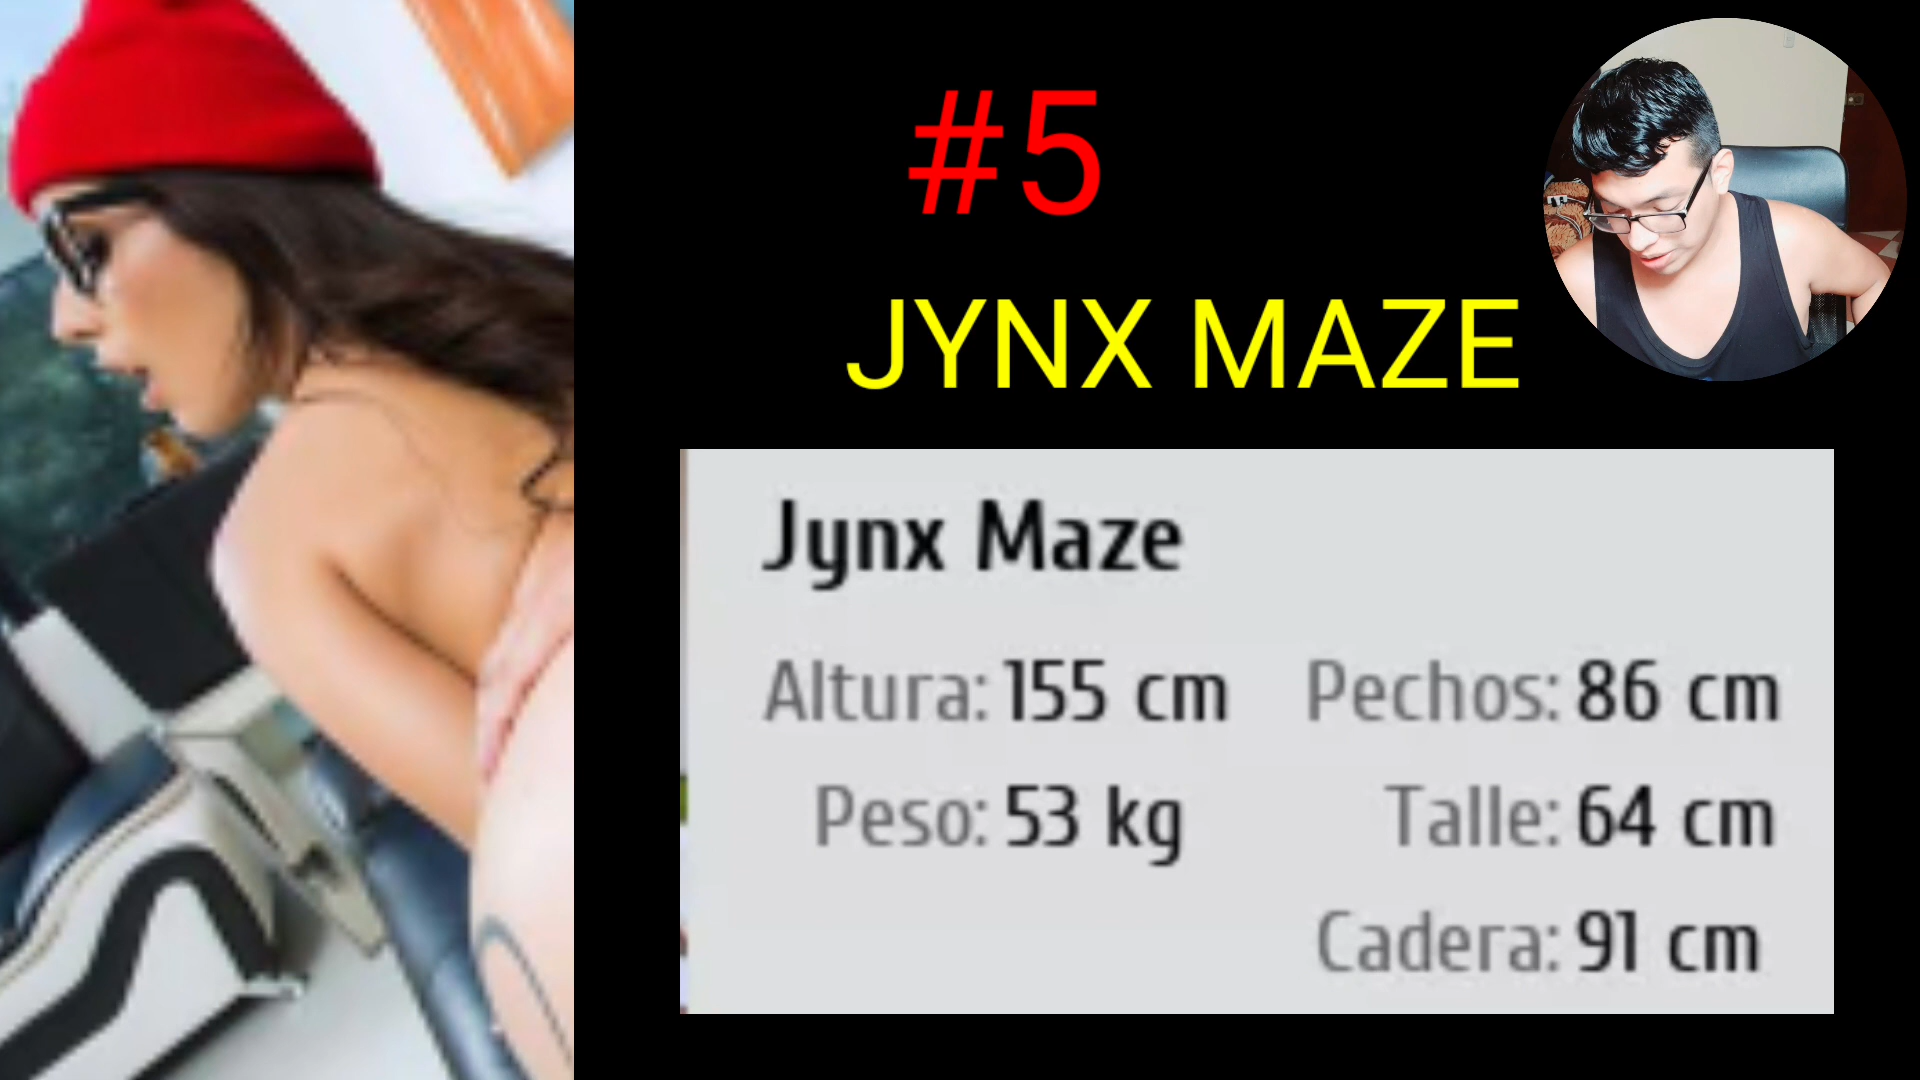 #5
JYNX MAZE
Jynx Maze
Altura: 155 cm Pechos: 86 cm
Peso: 53 kg Talle: 64 cm
Cadera: 91 cm